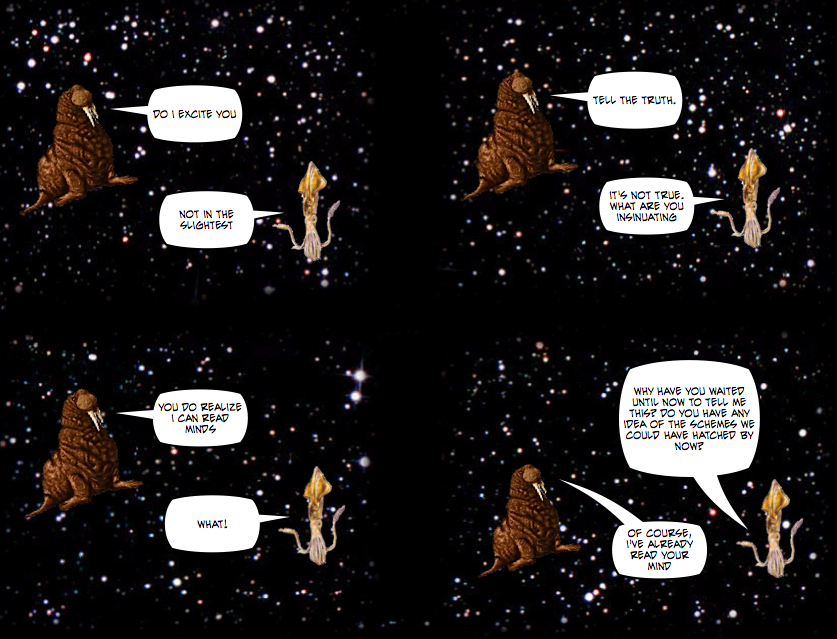 DO I EXCITE YOU
NOT IN THE
SLIGHTEST
TELL THE TRUTH.
IT'S NOT TRUE.
WHAT ARE YOU
INSINUATING
YOU DO REALIZE
I CAN READ
MINDS
WHAT!
WHY HAVE YOU WAITED
UNTIL NOW TO TELL ME
THIS? DO YOU HAVE ANY
IDEA OF THE SCHEMES WE
COULD HAVE HATCHED BY
NOW?
OF COURSE,
I'VE ALREADY
READ YOUR
MIND